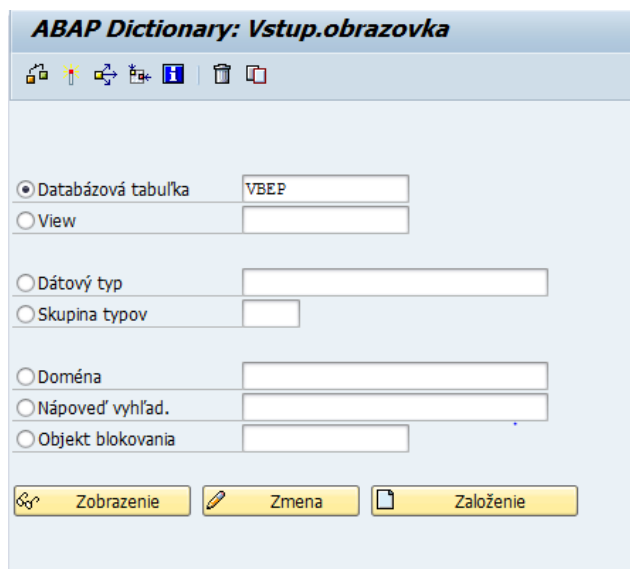 ABAP Dictionary: Vstup.obrazovka
Databázová tabuľka VBEP
View
Dátový typ
Skupina typov
Doména
Nápoveď vyhľad.
Objekt blokovania
Zobrazenie Zmena Založenie